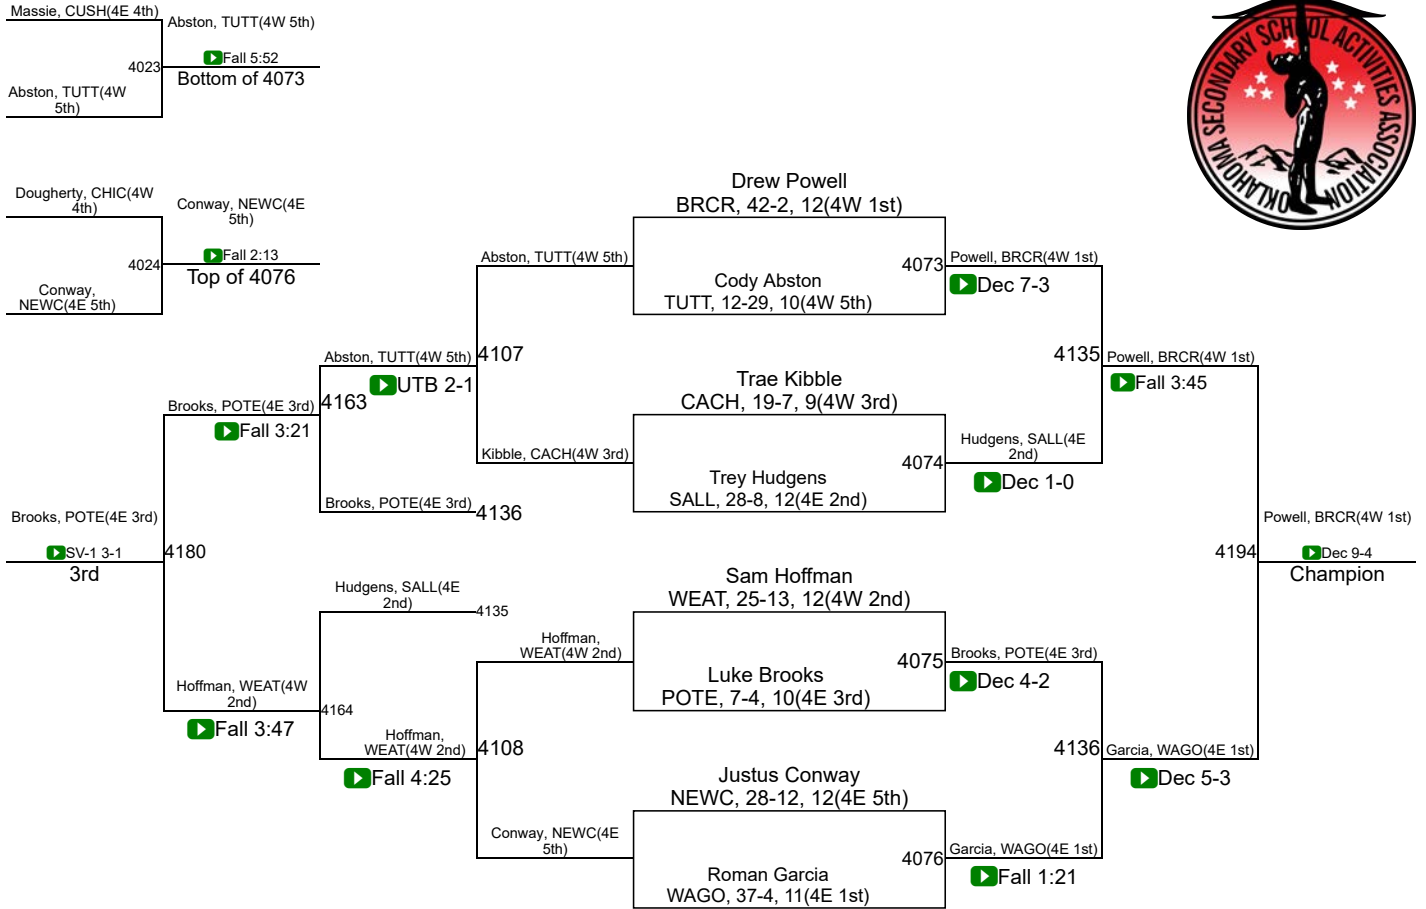 Massie, CUSH(4E 4th)
Abston, TUTT(4W 5th)
4023
Fall 5:52
Bottom of 4073
Abston, TUTT(4W
5th)
Dougherty, CHIC(4W
4th)
Conway, NEWC(4E
5th)
4024
Fall 2:13
Top of 4076
Conway,
NEWC(4E 5th)
OKLAHOMA SECONDARY SCHOOL ACTIVITIES ASSOCIATION
Drew Powell
BRCR, 42-2, 12(4W 1st)
Abston, TUTT(4W 5th)
4073
Powell, BRCR(4W 1st)
Cody Abston
TUTT, 12-29, 10(4W 5th)
Dec 7-3
Abston, TUTT(4W 5th)
4107
UTB 2-1
4135
Powell, BRCR(4W 1st)
Fall 3:45
Trae Kibble
CACH, 19-7, 9(4W 3rd)
Brooks, POTE(4E 3rd)
4163
Fall 3:21
Kibble, CACH(4W 3rd)
4074
Hudgens, SALL(4E
2nd)
Trey Hudgens
SALL, 28-8, 12(4E 2nd)
Dec 1-0
Brooks, POTE(4E 3rd)
4136
Brooks, POTE(4E 3rd)
SV-1 3-1
3rd
4180
4194
Powell, BRCR(4W 1st)
Dec 9-4
Champion
Sam Hoffman
WEAT, 25-13, 12(4W 2nd)
Hudgens, SALL(4E
2nd)
4135
Hoffman,
WEAT(4W 2nd)
4075
Brooks, POTE(4E 3rd)
Luke Brooks
POTE, 7-4, 10(4E 3rd)
Dec 4-2
Hoffman, WEAT(4W
2nd)
4164
Fall 3:47
Hoffman,
WEAT(4W 2nd)
4108
Fall 4:25
4136
Garcia, WAGO(4E 1st)
Dec 5-3
Justus Conway
NEWC, 28-12, 12(4E 5th)
Conway, NEWC(4E
5th)
4076
Garcia, WAGO(4E 1st)
Roman Garcia
WAGO, 37-4, 11(4E 1st)
Fall 1:21